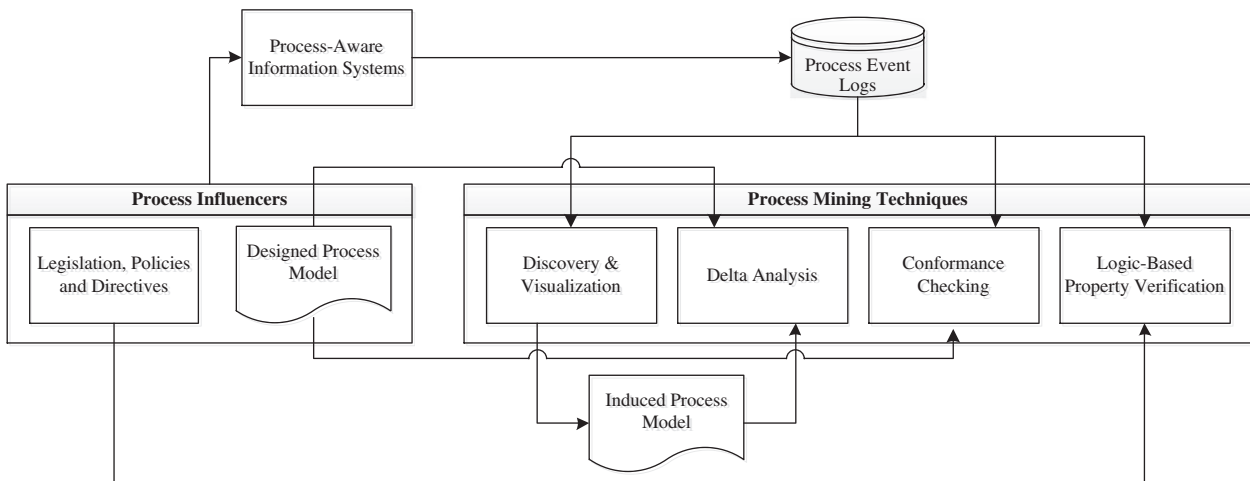 Process-Aware
Information Systems
Process Event
Logs
Process Influencers
Process Mining Techniques
Legislation, Policies
and Directives
Designed Process
Model
Discovery &
Visualization
Delta Analysis
Conformance
Checking
Logic-Based
Property Verification
Induced Process
Model